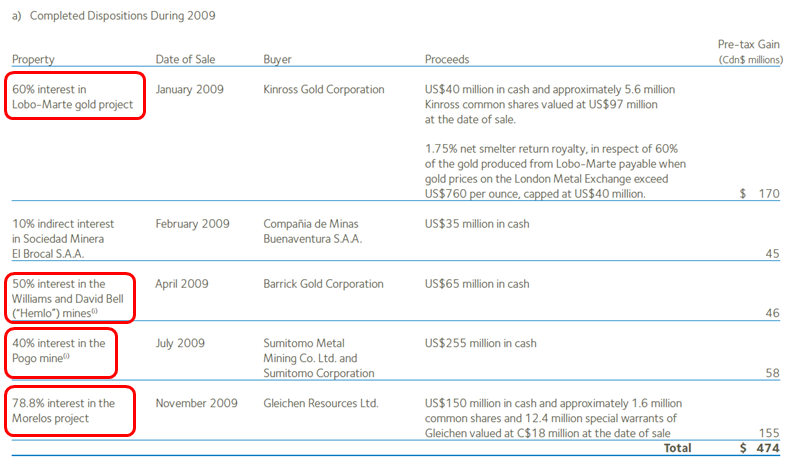 a) Completed Dispositions During 2009
Pre-tax Gain
Property Date of Sale Buyer Proceeds (Cdn$ millions)
60% interest in January 2009 Kinross Gold Corporation US$40 million in cash and approximately 5.6 million
Lobo-Marte gold project Kinross common shares valued at US$97 million
at the date of sale.
1.75% net smelter return royalty, in respect of 60%
of the gold produced from Lobo-Marte payable when
gold prices on the London Metal Exchange exceed
US$760 per ounce, capped at US$40 million. $ 170
10% indirect interest February 2009 Compañia de Minas US$35 million in cash
in Sociedad Minera Buenaventura S.A.A.
El Brocal S.A.A. 45
50% interest in the April 2009 Barrick Gold Corporation US$65 million in cash
Williams and David Bell
("Hemlo") mines(i) 46
40% interest in the July 2009 Sumitomo Metal US$255 million in cash
Pogo mine(i) Mining Co. Ltd. and
Sumitomo Corporation 58
78.8% interest in the November 2009 Gleichen Resources Ltd. US$150 million in cash and approximately 1.6 million
Morelos project common shares and 12.4 million special warrants of
Gleichen valued at C$18 million at the date of sale 155
Total $ 474